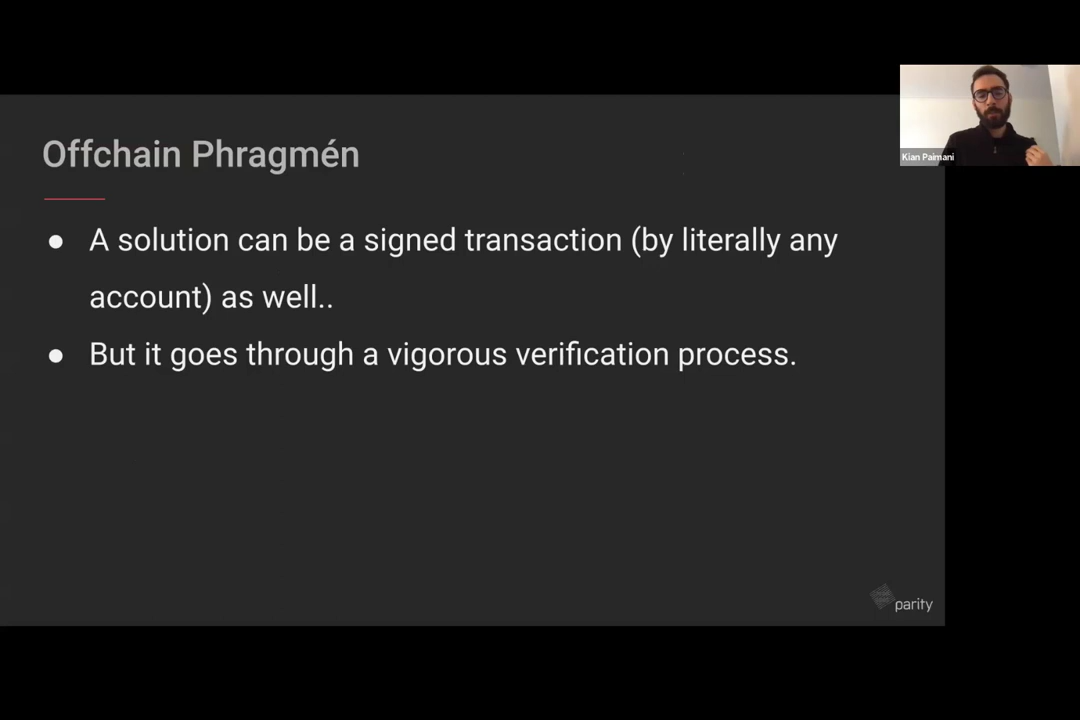 Offchain Phragmén
● A solution can be a signed transaction (by literally any
account) as well..
● But it goes through a vigorous verification process.
Kian Paimani
parity